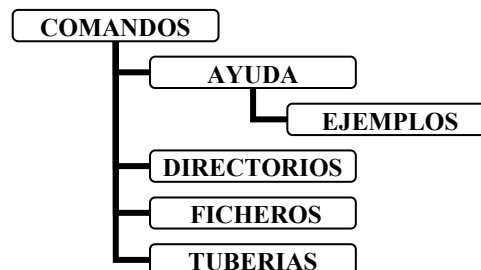 COMANDOS
AYUDA
EJEMPLOS
DIRECTORIOS
FICHEROS
TUBERIAS